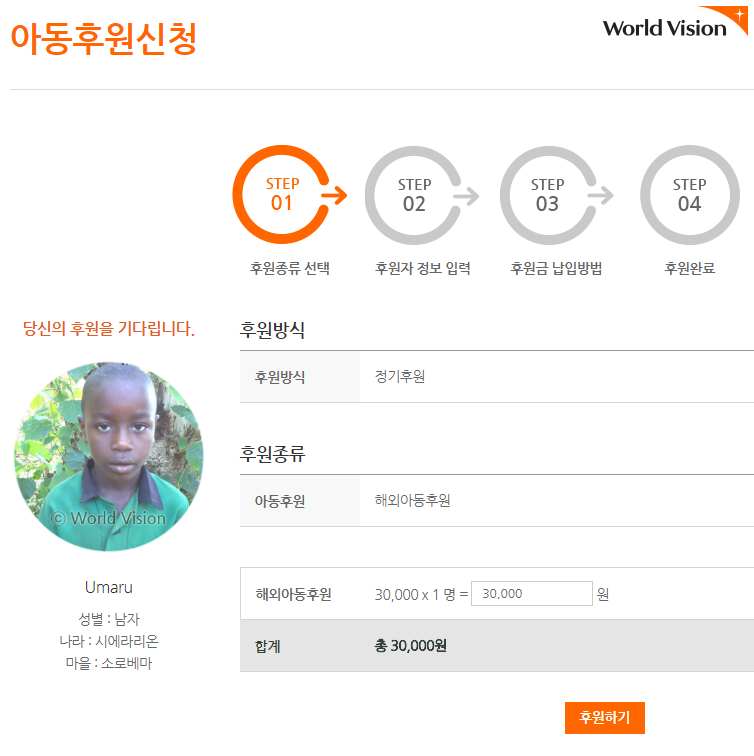 아동후원신청
World Vision
STEP
01
STEP
02
STEP
03
STEP
04
후원종류 선택
후원자 정보 입력
후원금 납입방법
후원완료
당신의 후원을 기다립니다.
© World Vision
Umaru
성별 : 남자
나라 : 시에라리온
마을 : 소로베마
후원방식
후원방식
정기후원
후원종류
아동후원
해외아동후원
해외아동후원
30,000 x 1 명 = 30,000 원
합계
총 30,000원
후원하기